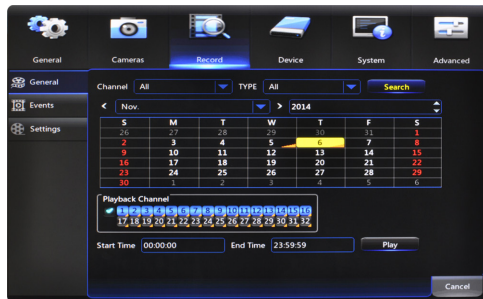 General Cameras Record Device System Advanced
General
Events
Settings
Channel All TYPE All Search
< Nov. > 2014
S M T W T F S
26 27 28 29 30 31 1
2 3 4 5 6 7 8
9 10 11 12 13 14 15
16 17 18 19 20 21 22
23 24 25 26 27 28 29
30 1 2 3 4 5 6
Playback Channel
1 2 3 4 5 6 7 8 9 10 11 12 13 14 15 16
17 18 19 20 21 22 23 24 25 26 27 28 29 30 31 32
Start Time 00:00:00 End Time 23:59:59 Play
Cancel